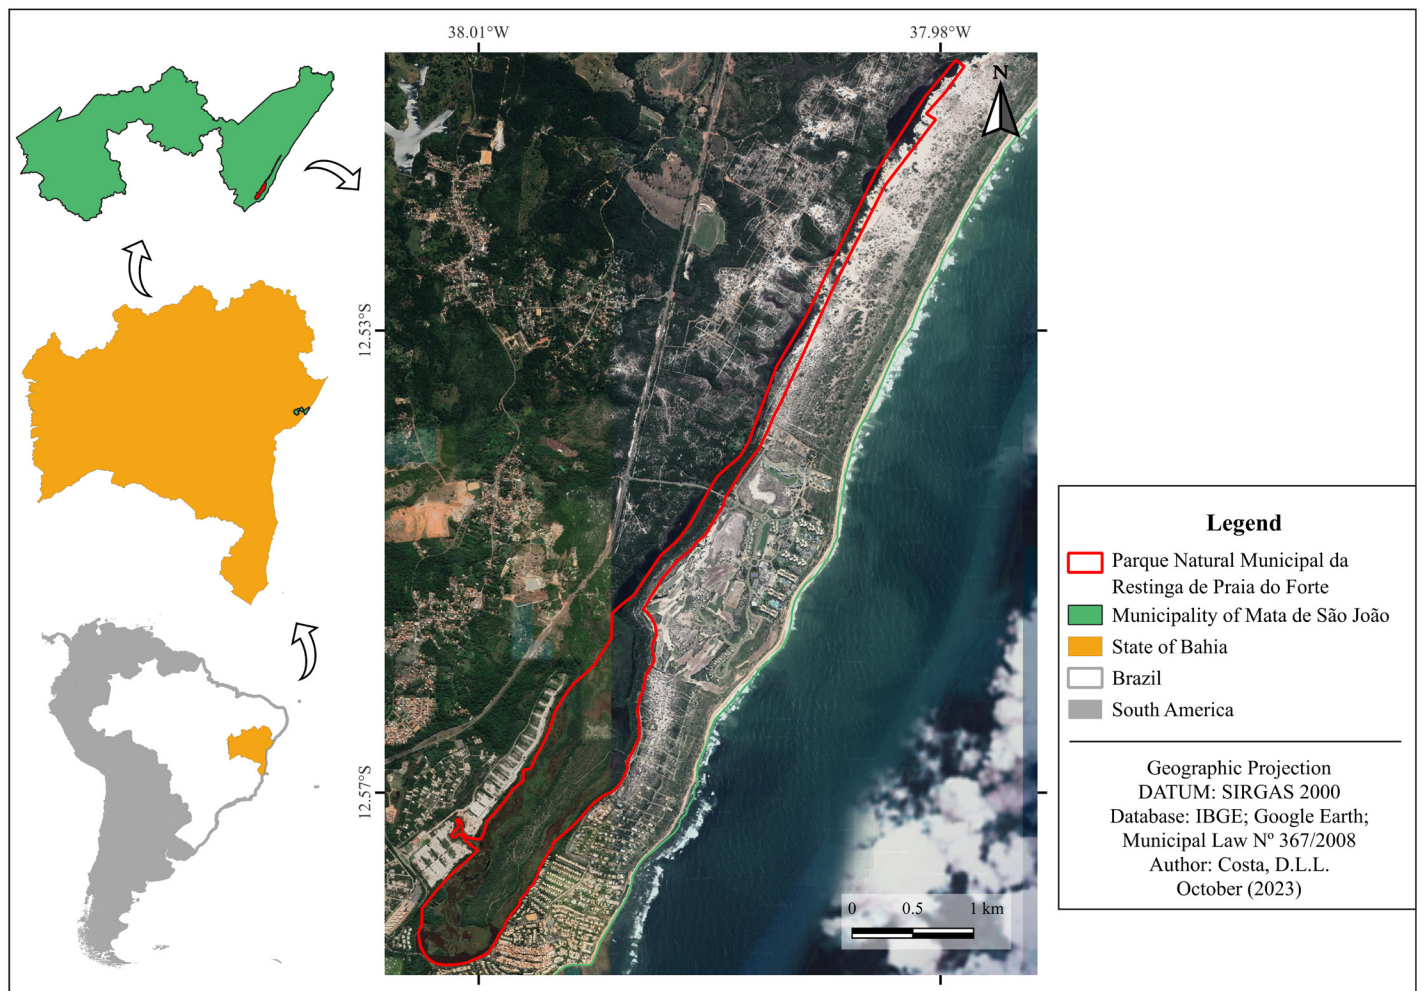 38.01°W
37.98°W
N
12.53°S
12.57°S
0 0.5 1 km
Legend
Parque Natural Municipal da
Restinga de Praia do Forte
Municipality of Mata de São João
State of Bahia
Brazil
South America
Geographic Projection
DATUM: SIRGAS 2000
Database: IBGE; Google Earth;
Municipal Law Nº 367/2008
Author: Costa, D.L.L.
October (2023)